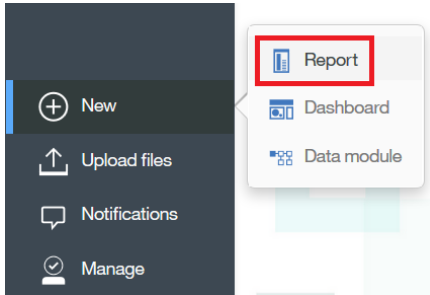 Report
New
Dashboard
Data module
Upload files
Notifications
Manage